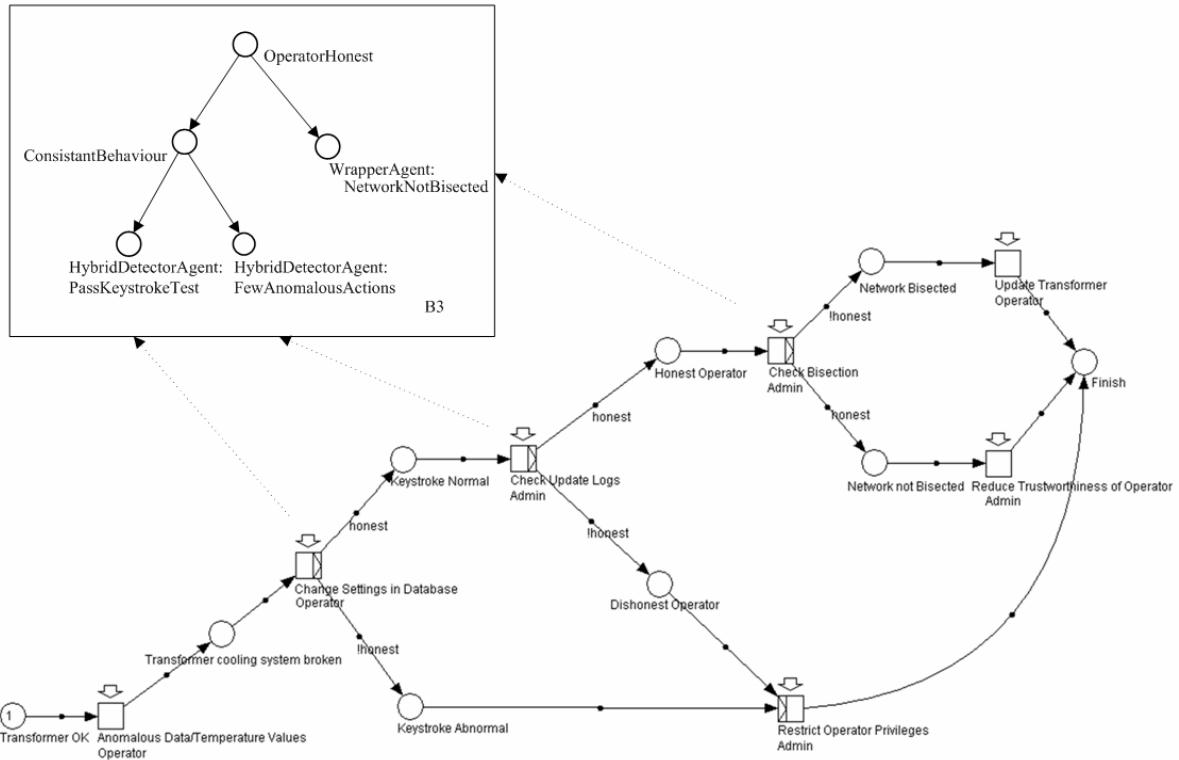 OperatorHonest
ConsistantBehaviour
WrapperAgent:
NetworkNotBisected
HybridDetectorAgent:
PassKeystrokeTest
HybridDetectorAgent:
FewAnomalousActions
B3
Network Bisected
Update Transformer
Operator
!honest
Honest Operator
Check Bisection
Admin
Finish
honest
honest
Keystroke Normal
Check Update Logs
Admin
Network not Bisected
Reduce Trustworthiness of Operator
Admin
honest
!honest
Change Settings in Database
Operator
Dishonest Operator
!honest
Transformer cooling system broken
1
Transformer OK
Anomalous Data/Temperature Values
Operator
Keystroke Abnormal
Restrict Operator Privileges
Admin